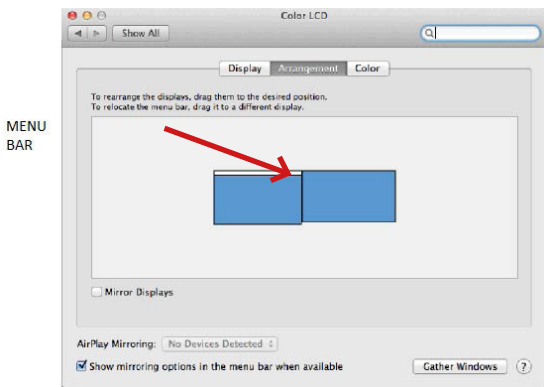 Color LCD
Show All
Display Arrangement Color
To rearrange the displays, drag them to the desired position.
To relocate the menu bar, drag it to a different display.
MENU
BAR
Mirror Displays
AirPlay Mirroring: No Devices Detected
Show mirroring options in the menu bar when available
Gather Windows ?